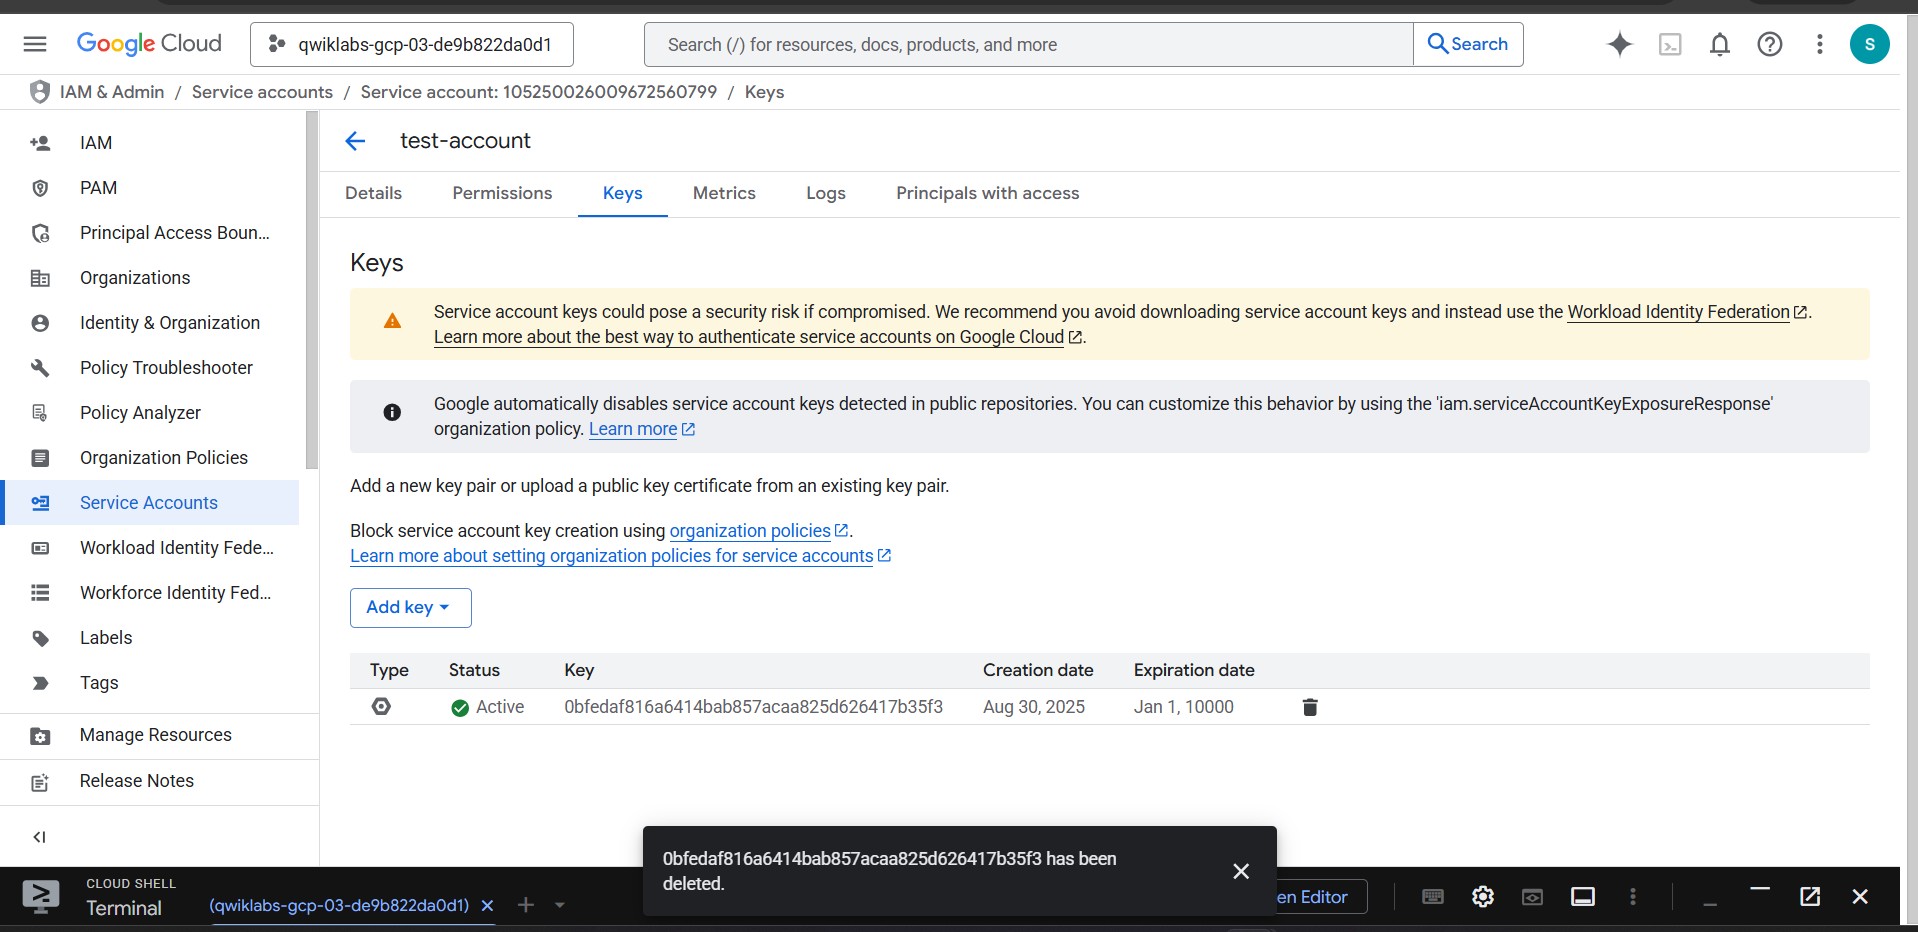 Google Cloud
qwiklabs-gcp-03-de9b822da0d1
Search (/) for resources, docs, products, and more
Search
S
IAM & Admin / Service accounts / Service account: 105250026009672560799 / Keys
IAM
PAM
Principal Access Boun...
Organizations
Identity & Organization
Policy Troubleshooter
Policy Analyzer
Organization Policies
Service Accounts
Workload Identity Fede...
Workforce Identity Fed...
Labels
Tags
Manage Resources
Release Notes
test-account
Details Permissions Keys Metrics Logs Principals with access
Keys
Service account keys could pose a security risk if compromised. We recommend you avoid downloading service account keys and instead use the Workload Identity Federation.
Learn more about the best way to authenticate service accounts on Google Cloud.
Google automatically disables service account keys detected in public repositories. You can customize this behavior by using the 'iam.serviceAccountKeyExposureResponse'
organization policy. Learn more
Add a new key pair or upload a public key certificate from an existing key pair.
Block service account key creation using organization policies.
Learn more about setting organization policies for service accounts
Add key
Type Status Key Creation date Expiration date
Active 0bfedaf816a6414bab857acaa825d626417b35f3 Aug 30, 2025 Jan 1, 10000
0bfedaf816a6414bab857acaa825d626417b35f3 has been
deleted.
CLOUD SHELL
Terminal
(qwiklabs-gcp-03-de9b822da0d1)
en Editor